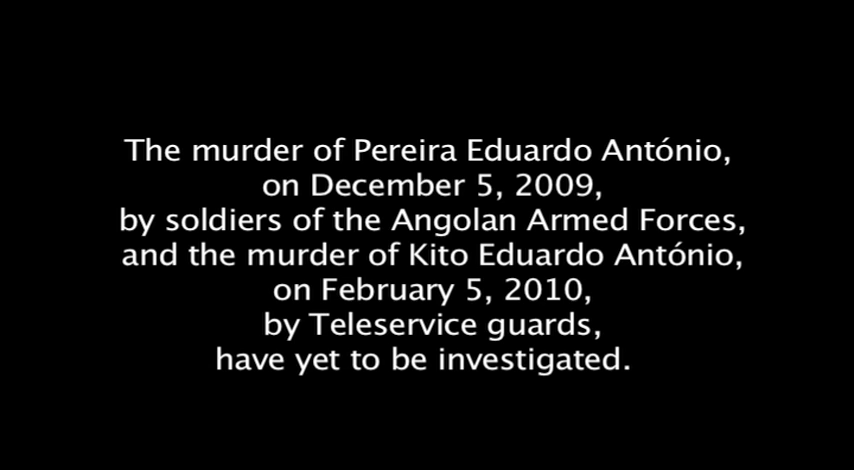 The murder of Pereira Eduardo António,
on December 5, 2009,
by soldiers of the Angolan Armed Forces,
and the murder of Kito Eduardo António,
on February 5, 2010,
by Teleservice guards,
have yet to be investigated.